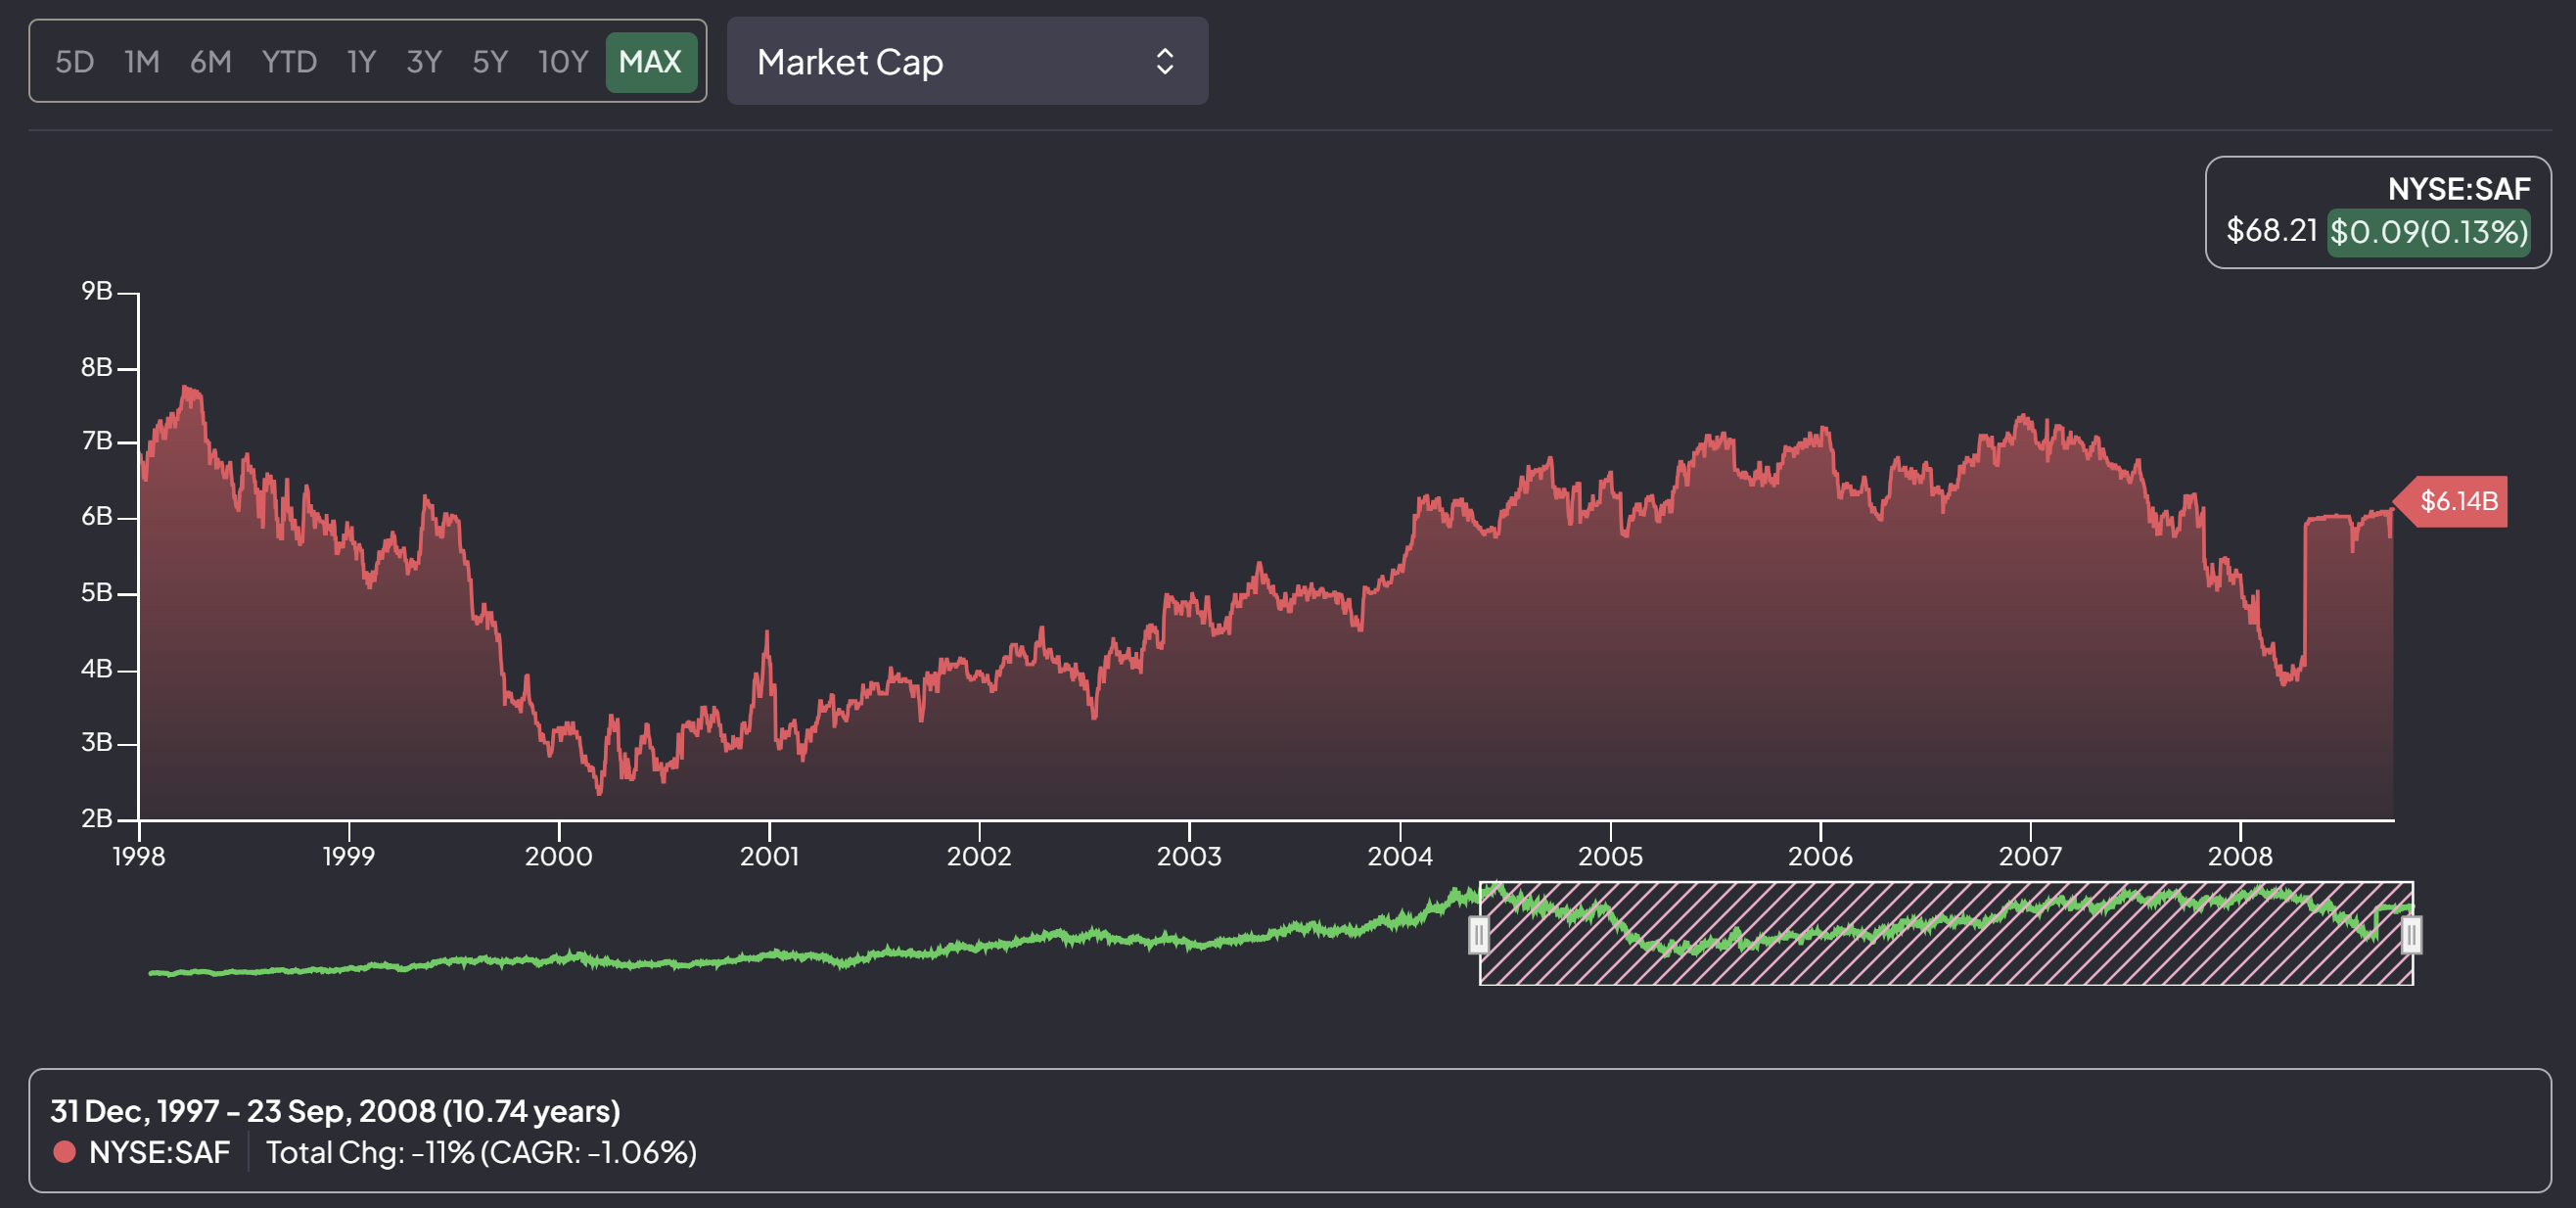 5D 1M 6M YTD 1Y 3Y 5Y 10Y MAX
Market Cap
NYSE:SAF
$68.21 $0.09(0.13%)
9B
8B
7B
6B
5B
4B
3B
2B
$6.14B
1998 1999 2000 2001 2002 2003 2004 2005 2006 2007 2008
31 Dec, 1997 - 23 Sep, 2008 (10.74 years)
NYSE:SAF Total Chg: -11% (CAGR: -1.06%)